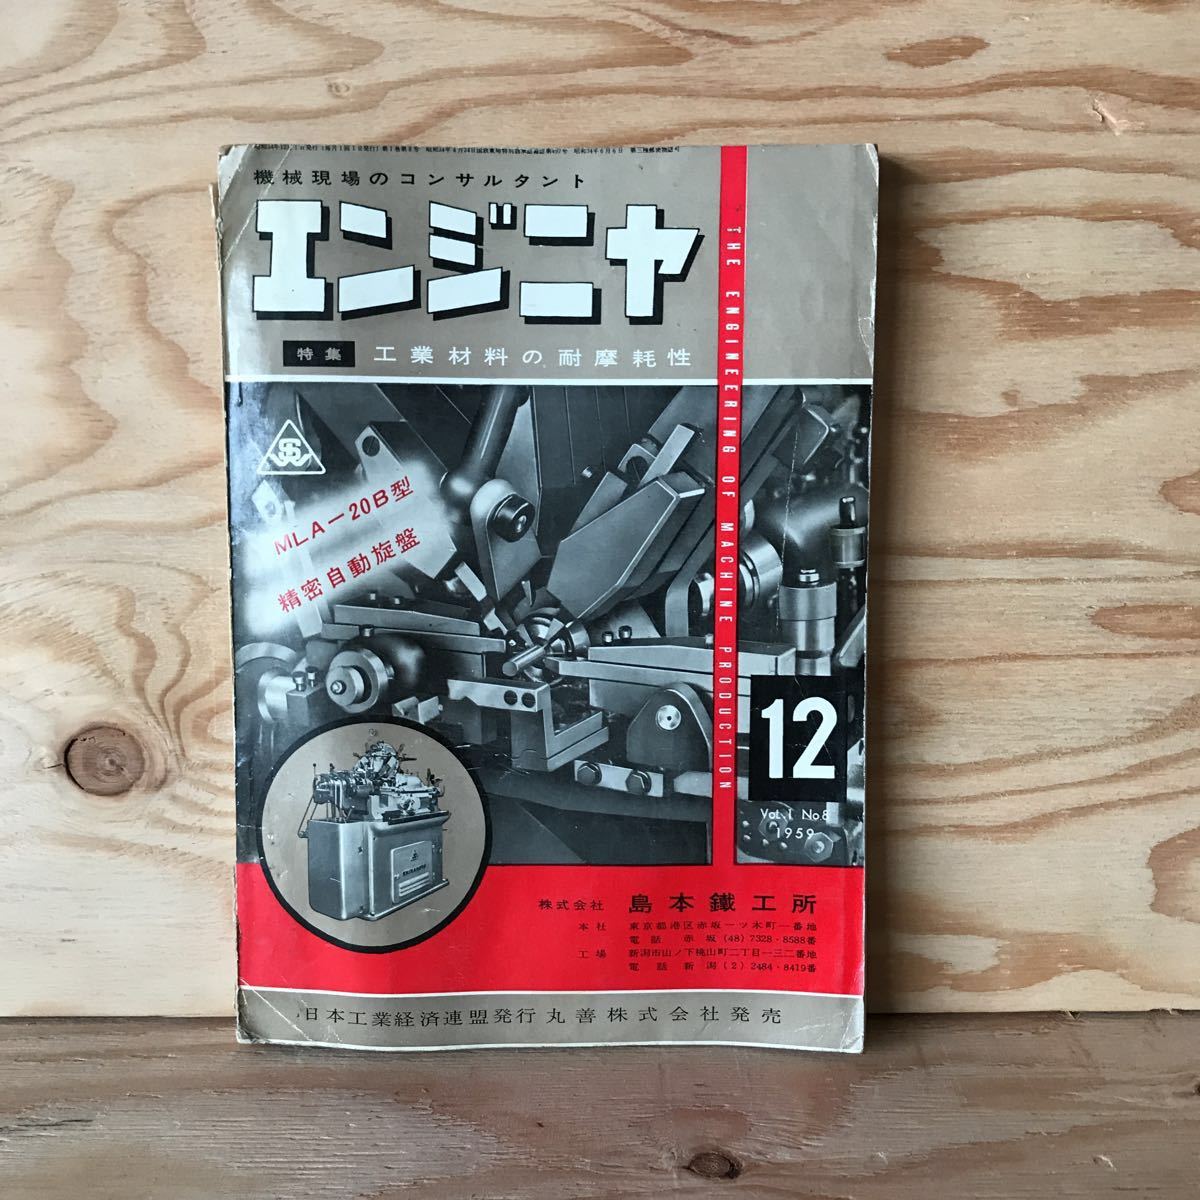 機械現場のコンサルタント
エンジニヤ
特集 工業材料の耐摩耗性
THE ENGINEERING OF MACHINE PRODUCTION
MLA－20B型
精密自動旋盤
12
VOL.1 No8
1959
株式会社 島本鐵工所
本社 東京都港区赤坂一ツ木町一番地
電話 赤坂(48)7328・8588番
工場 新潟市山ノ下桃山町二丁目一三二番地
電話 新潟(2)2484・8419番
日本工業経済連盟発行 丸善株式会社発売